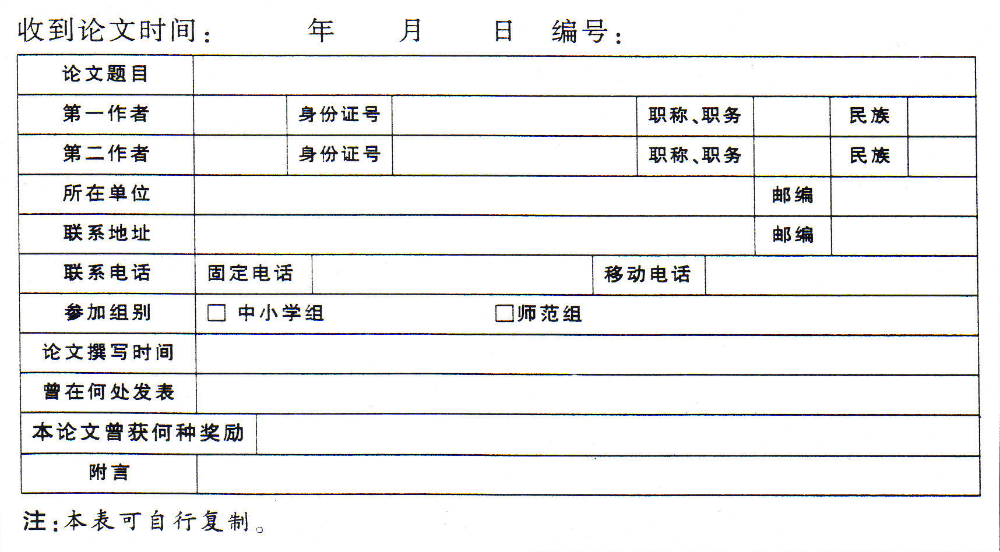 收到论文时间： 年 月 日 编号：
论文题目
第一作者 身份证号 职称、职务 民族
第二作者 身份证号 职称、职务 民族
所在单位 邮编
联系地址 邮编
联系电话 固定电话 移动电话
参加组别 □ 中小学组 □师范组
论文撰写时间
曾在何处发表
本论文曾获何种奖励
附言
注：本表可自行复制。